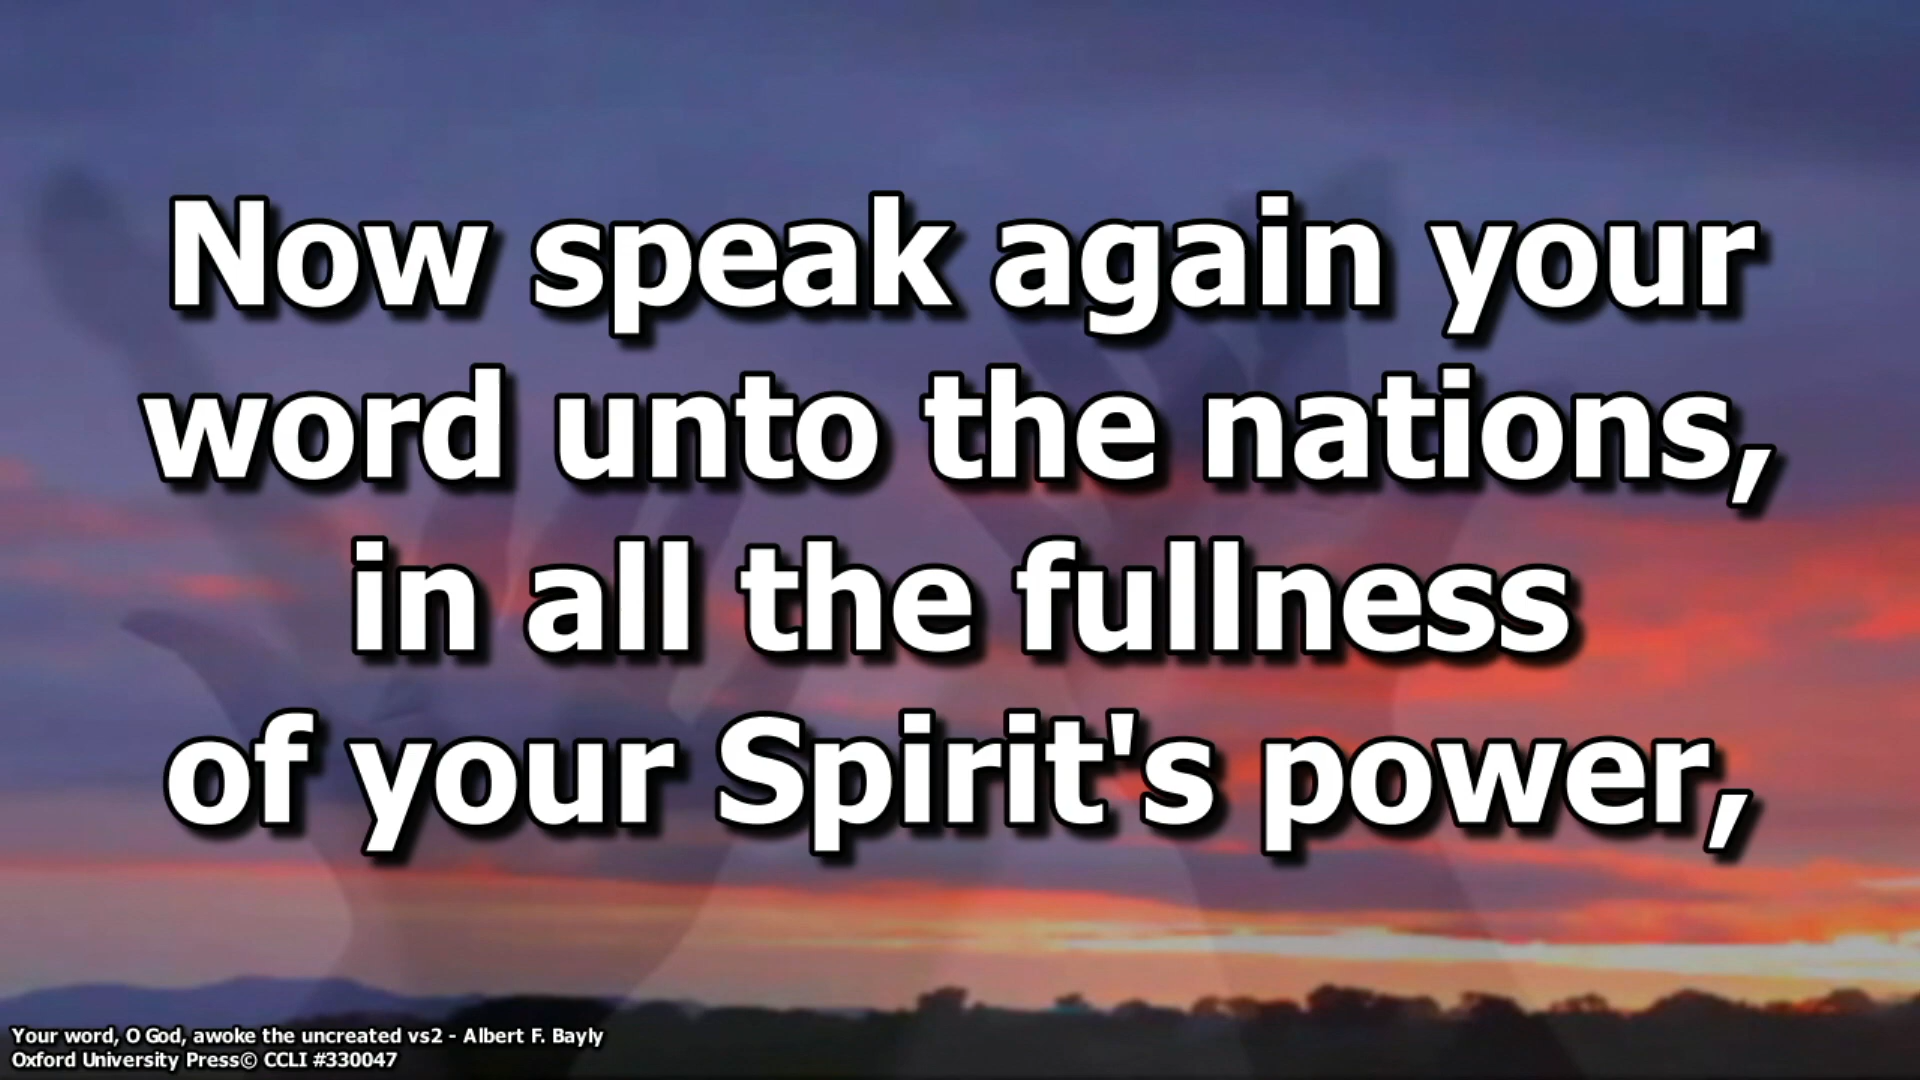 Now speak again your
word unto the nations,
in all the fullness
of your Spirit's power,
Your word, O God, awoke the uncreated vs2 - Albert F. Bayly
Oxford University Press© CCLI #330047